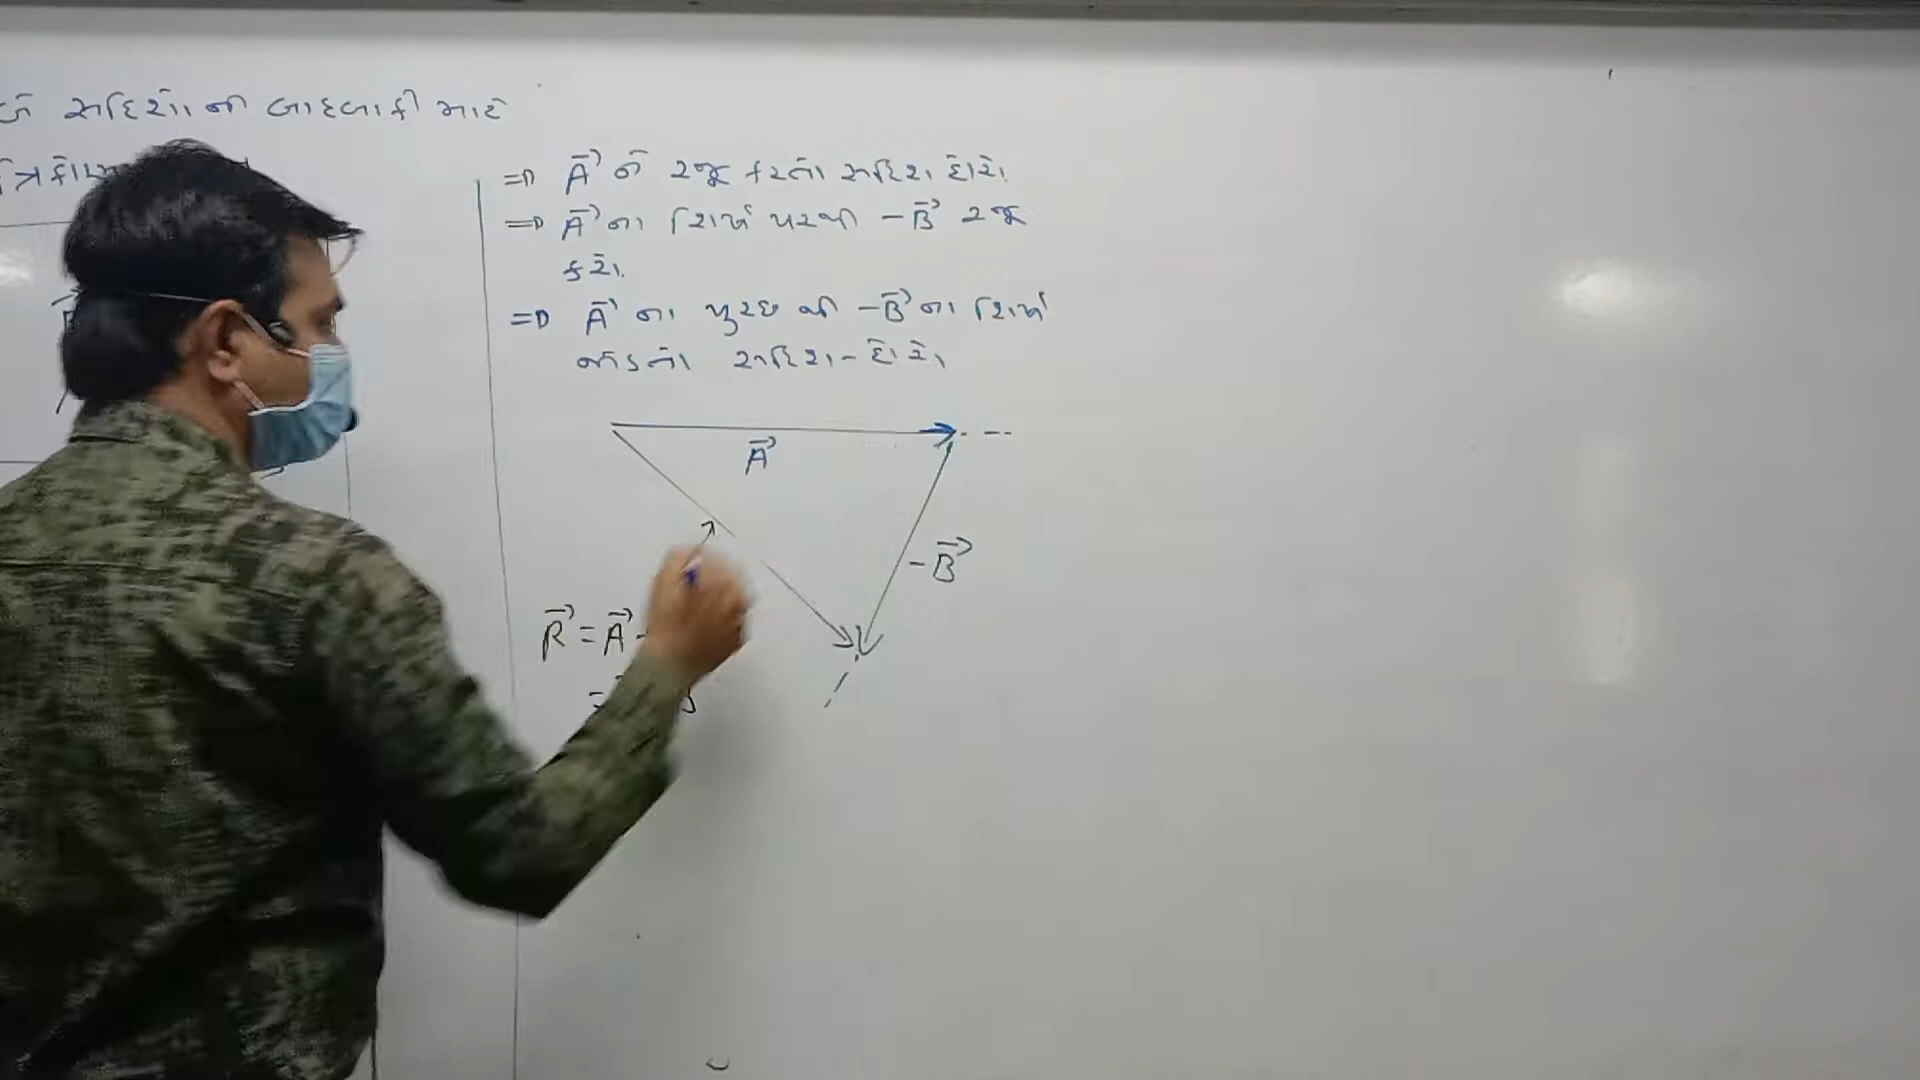 સદિશોની બાદબાકી માટે
⇒ A⃗ ને રજૂ કરતો સદિશ દોરો.
⇒ A⃗ ના શિર્ષ પરથી −B⃗ રજૂ
કરો.
⇒ A⃗ ના પુચ્છ થી −B⃗ ના શિર્ષ
જોડતો સદિશ - દોરો
A⃗
−B⃗
R⃗ = A⃗
=